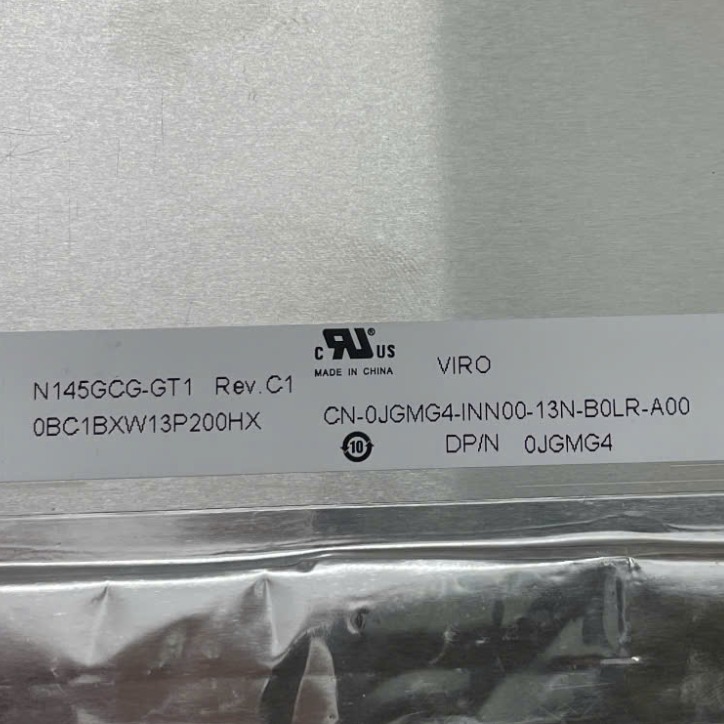 N145GCG-GT1 Rev.C1
0BC1BXW13P200HX
C RU® US
MADE IN CHINA
VIRO
CN-0JGMG4-INN00-13N-B0LR-A00
10
DP/N 0JGMG4